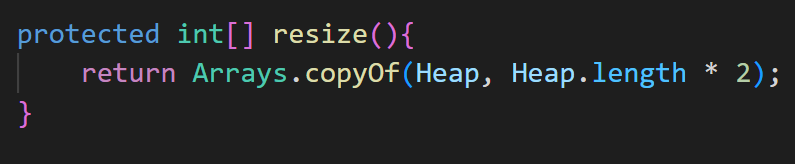 protected int[] resize(){
    return Arrays.copyOf(Heap, Heap.length * 2);
}